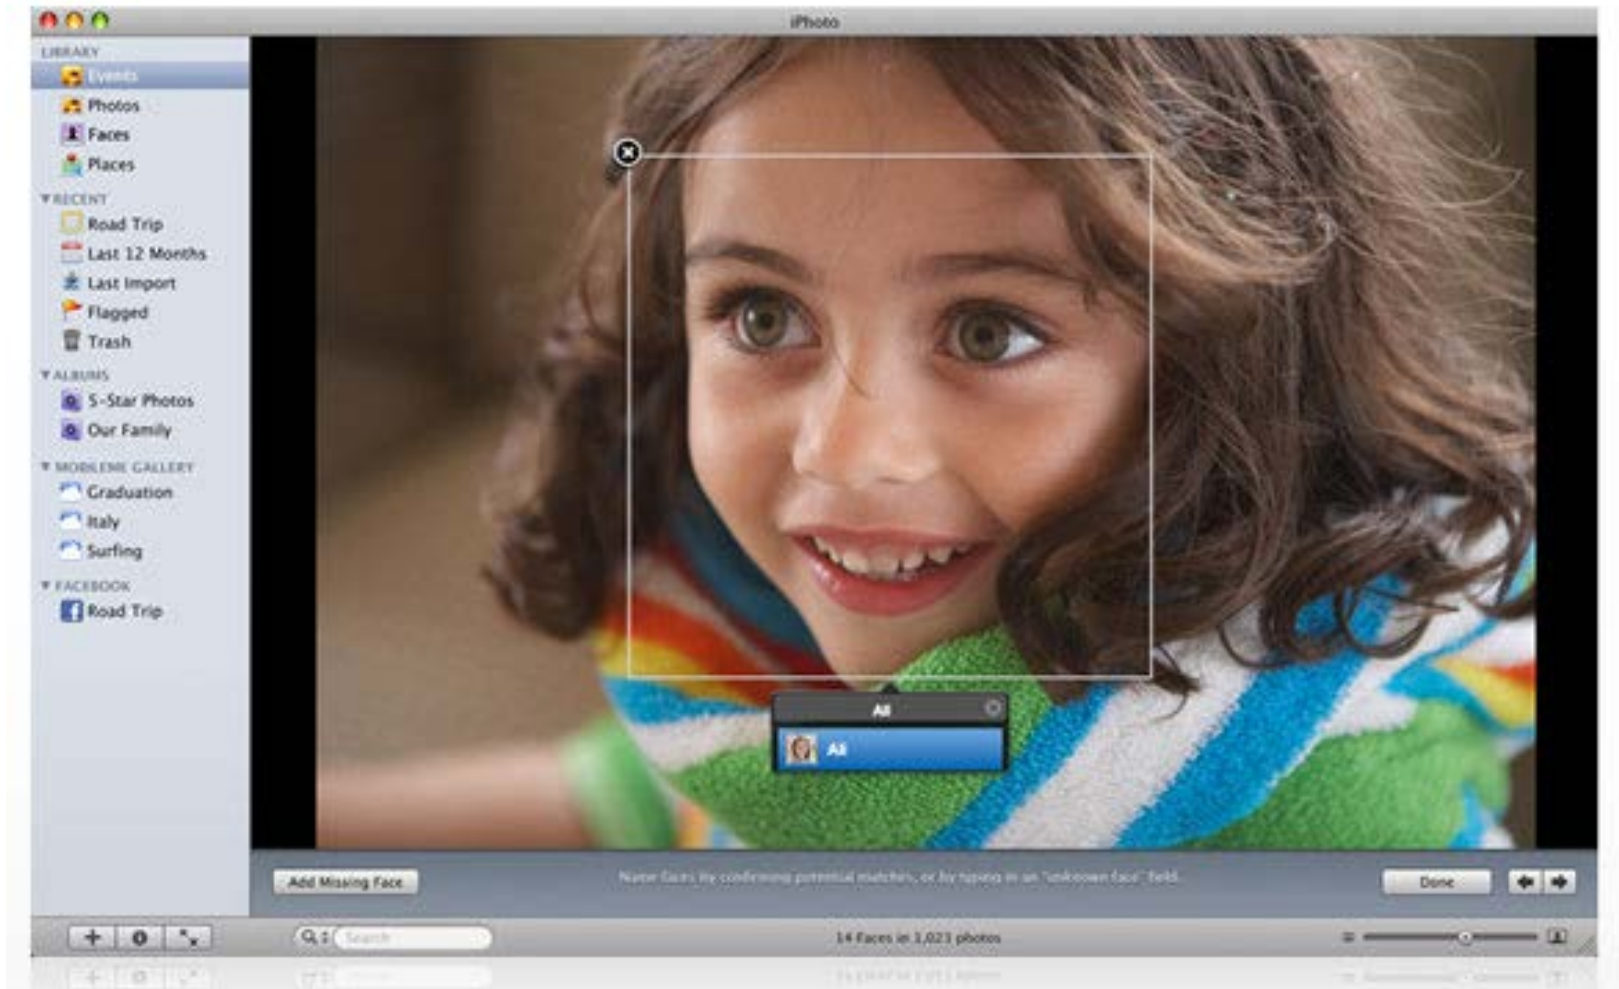 iPhoto
LIBRARY
Events
Photos
Faces
Places
RECENT
Road Trip
Last 12 Months
Last Import
Flagged
Trash
ALBUMS
5-Star Photos
Our Family
MOBILEME GALLERY
Graduation
Italy
Surfing
FACEBOOK
Road Trip
Ali
Ali
Add Missing Face
Name faces by confirming potential matches, or by typing in an "unknown face" field.
Done
Search
14 Faces in 1,023 photos